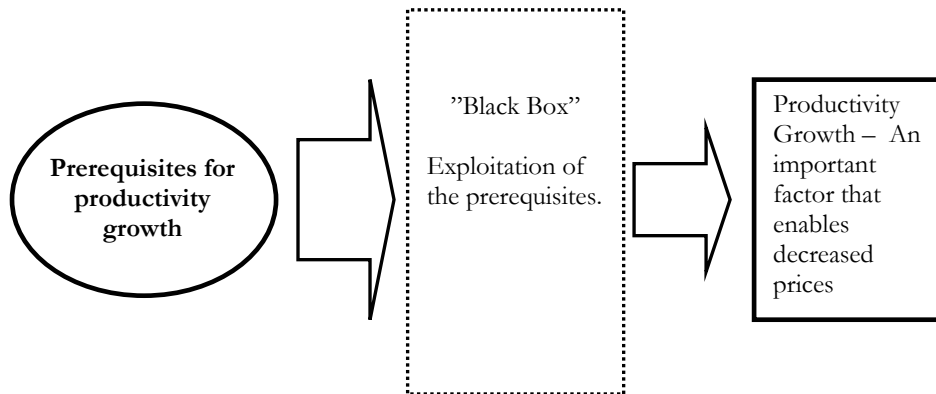 Prerequisites for
productivity
growth
”Black Box”
Exploitation of
the prerequisites.
Productivity
Growth – An
important
factor that
enables
decreased
prices